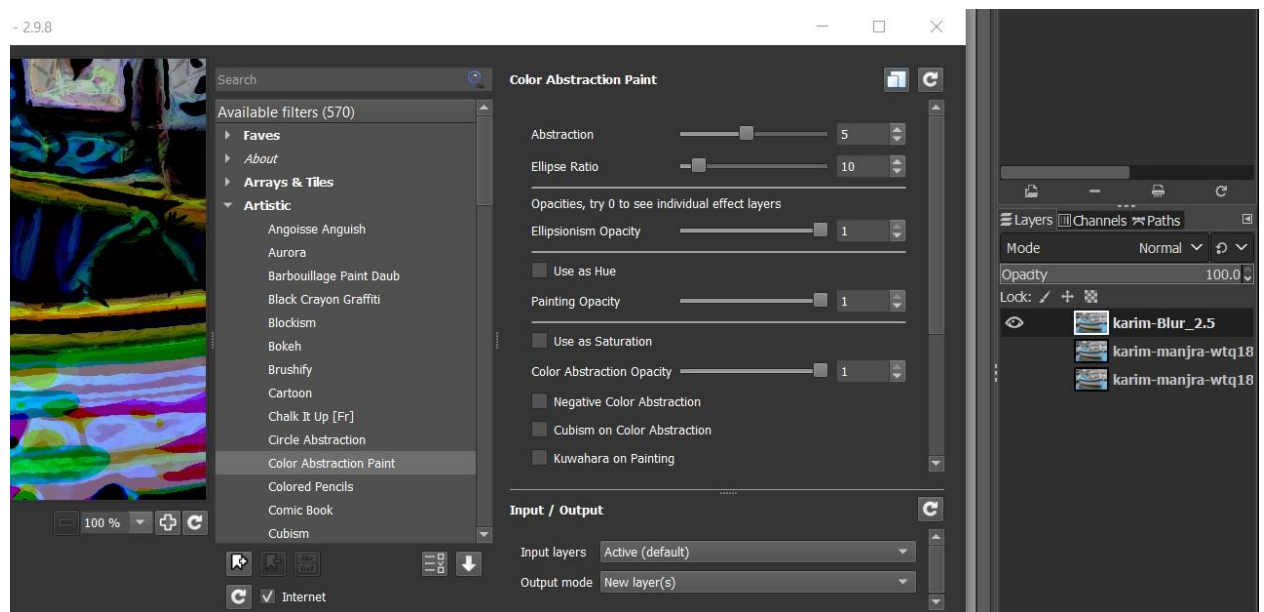 - 2.9.8
Search
Available filters (570)
Faves
About
Arrays & Tiles
Artistic
Angoisse Anguish
Aurora
Barbouillage Paint Daub
Black Crayon Graffiti
Blockism
Bokeh
Brushify
Cartoon
Chalk It Up [Fr]
Circle Abstraction
Color Abstraction Paint
Colored Pencils
Comic Book
Cubism
100 %
Internet
Color Abstraction Paint
Abstraction 5
Ellipse Ratio 10
Opacities, try 0 to see individual effect layers
Ellipsionism Opacity 1
Use as Hue
Painting Opacity 1
Use as Saturation
Color Abstraction Opacity 1
Negative Color Abstraction
Cubism on Color Abstraction
Kuwahara on Painting
Input / Output
Input layers Active (default)
Output mode New layer(s)
Layers Channels Paths
Mode Normal
Opacity 100.0
Lock:
karim-Blur_2.5
karim-manjra-wtq18
karim-manjra-wtq18